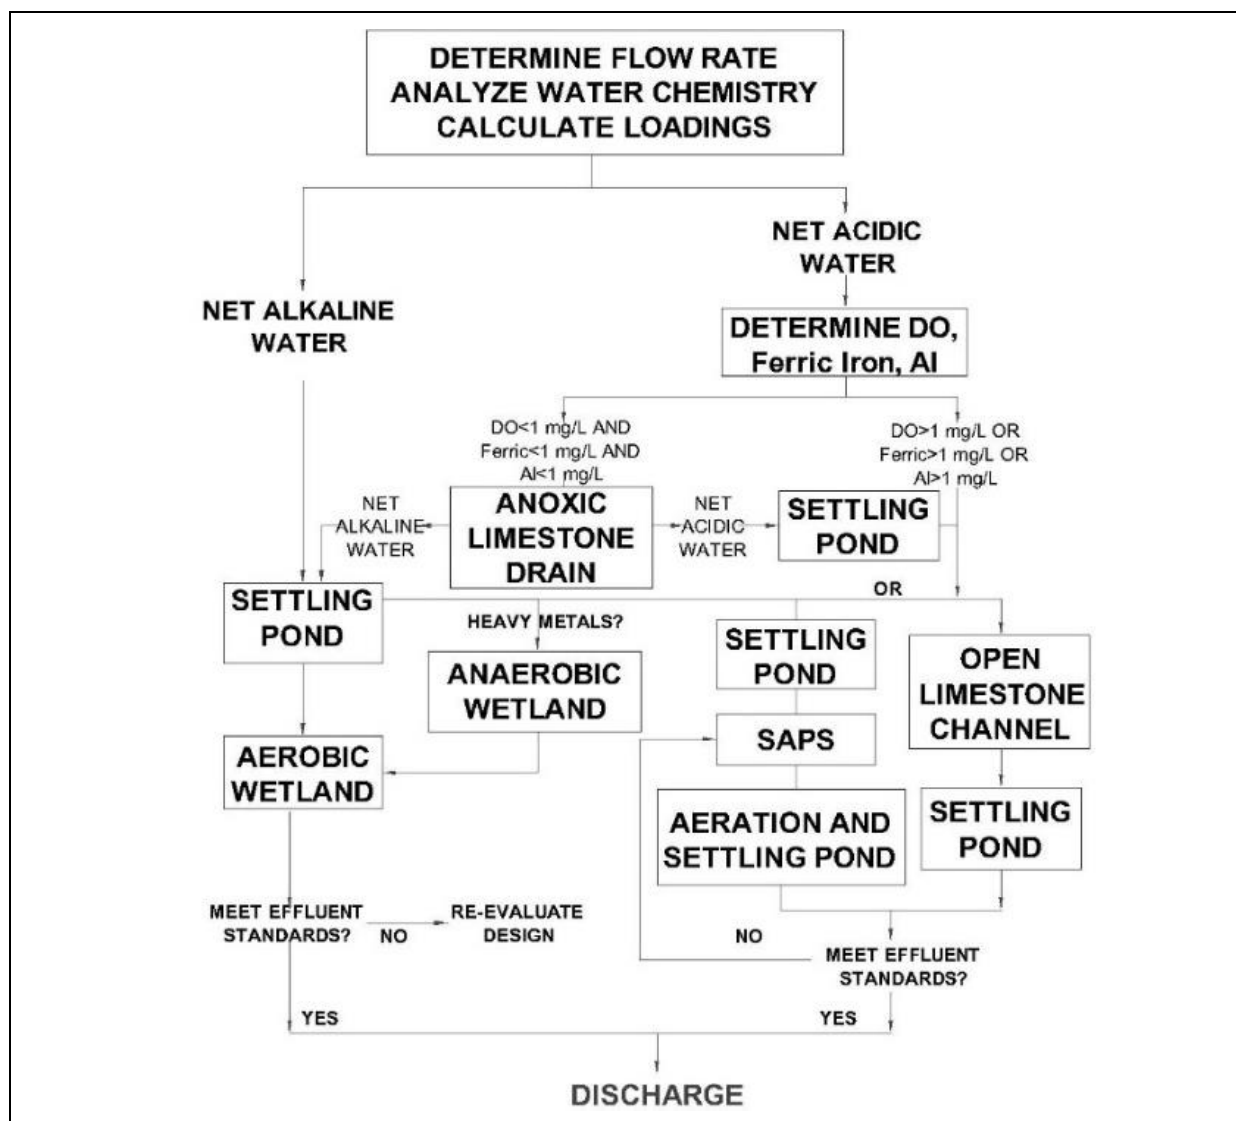 DETERMINE FLOW RATE
ANALYZE WATER CHEMISTRY
CALCULATE LOADINGS
NET ACIDIC
WATER
NET ALKALINE
WATER
DETERMINE DO,
Ferric Iron, Al
DO<1 mg/L AND
Ferric<1 mg/L AND
Al<1 mg/L
DO>1 mg/L OR
Ferric>1 mg/L OR
Al>1 mg/L
NET
ALKALINE
WATER
ANOXIC
LIMESTONE
DRAIN
NET
ACIDIC
WATER
SETTLING
POND
OR
SETTLING
POND
HEAVY METALS?
ANAEROBIC
WETLAND
SETTLING
POND
OPEN
LIMESTONE
CHANNEL
SAPS
AEROBIC
WETLAND
AERATION AND
SETTLING POND
SETTLING
POND
MEET EFFLUENT
STANDARDS?
NO
RE-EVALUATE
DESIGN
NO
MEET EFFLUENT
STANDARDS?
YES
YES
DISCHARGE